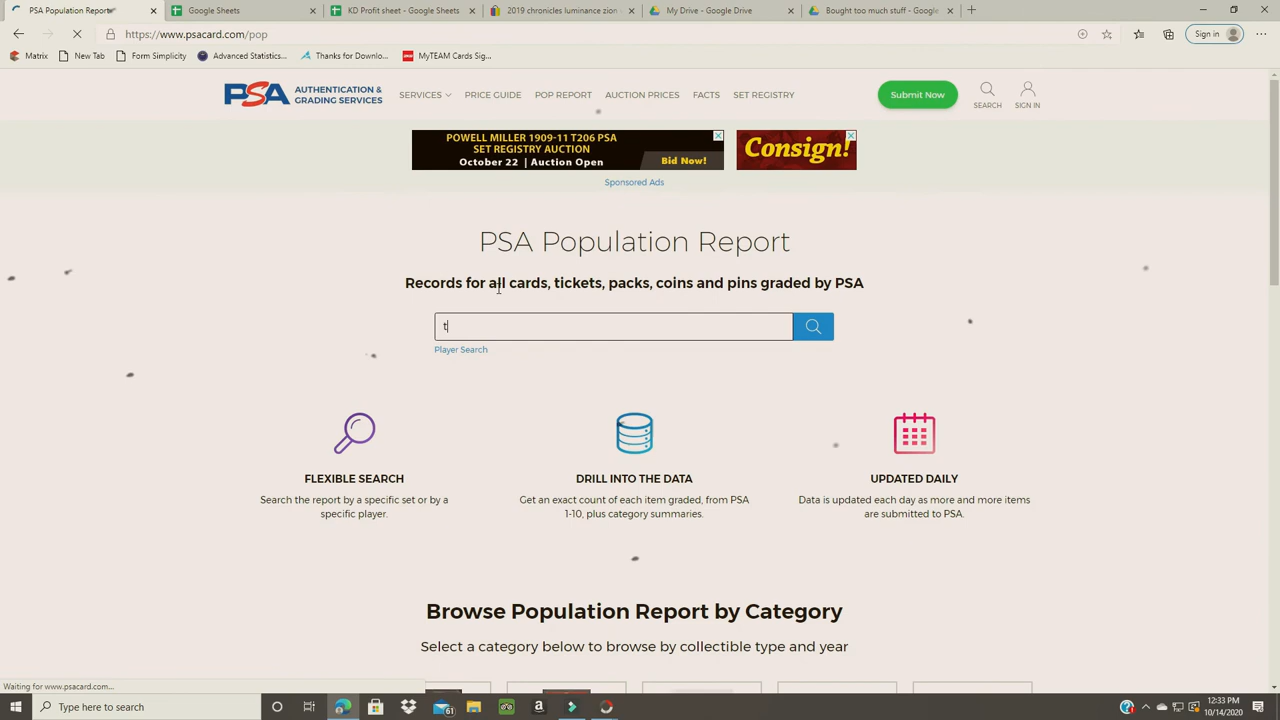 PSA Population Report
Google Sheets
KD Profit sheet - Google Sheets
2019 chronicles luminance zion
My Drive - Google Drive
Bought too much stuff - Google
https://www.psacard.com/pop
Sign in
Matrix
New Tab
Form Simplicity
Advanced Statistics...
Thanks for Downlo...
MyTEAM Cards Sig...
PSA AUTHENTICATION &
GRADING SERVICES
SERVICES
PRICE GUIDE
POP REPORT
AUCTION PRICES
FACTS
SET REGISTRY
Submit Now
SEARCH
SIGN IN
POWELL MILLER 1909-11 T206 PSA
SET REGISTRY AUCTION
October 22 | Auction Open
Bid Now!
Consign!
Sponsored Ads
PSA Population Report
Records for all cards, tickets, packs, coins and pins graded by PSA
t
Player Search
FLEXIBLE SEARCH
Search the report by a specific set or by a
specific player.
DRILL INTO THE DATA
Get an exact count of each item graded, from PSA
1-10, plus category summaries.
UPDATED DAILY
Data is updated each day as more and more items
are submitted to PSA.
Browse Population Report by Category
Select a category below to browse by collectible type and year
Waiting for www.psacard.com...
Type here to search
61
12:33 PM
10/14/2020